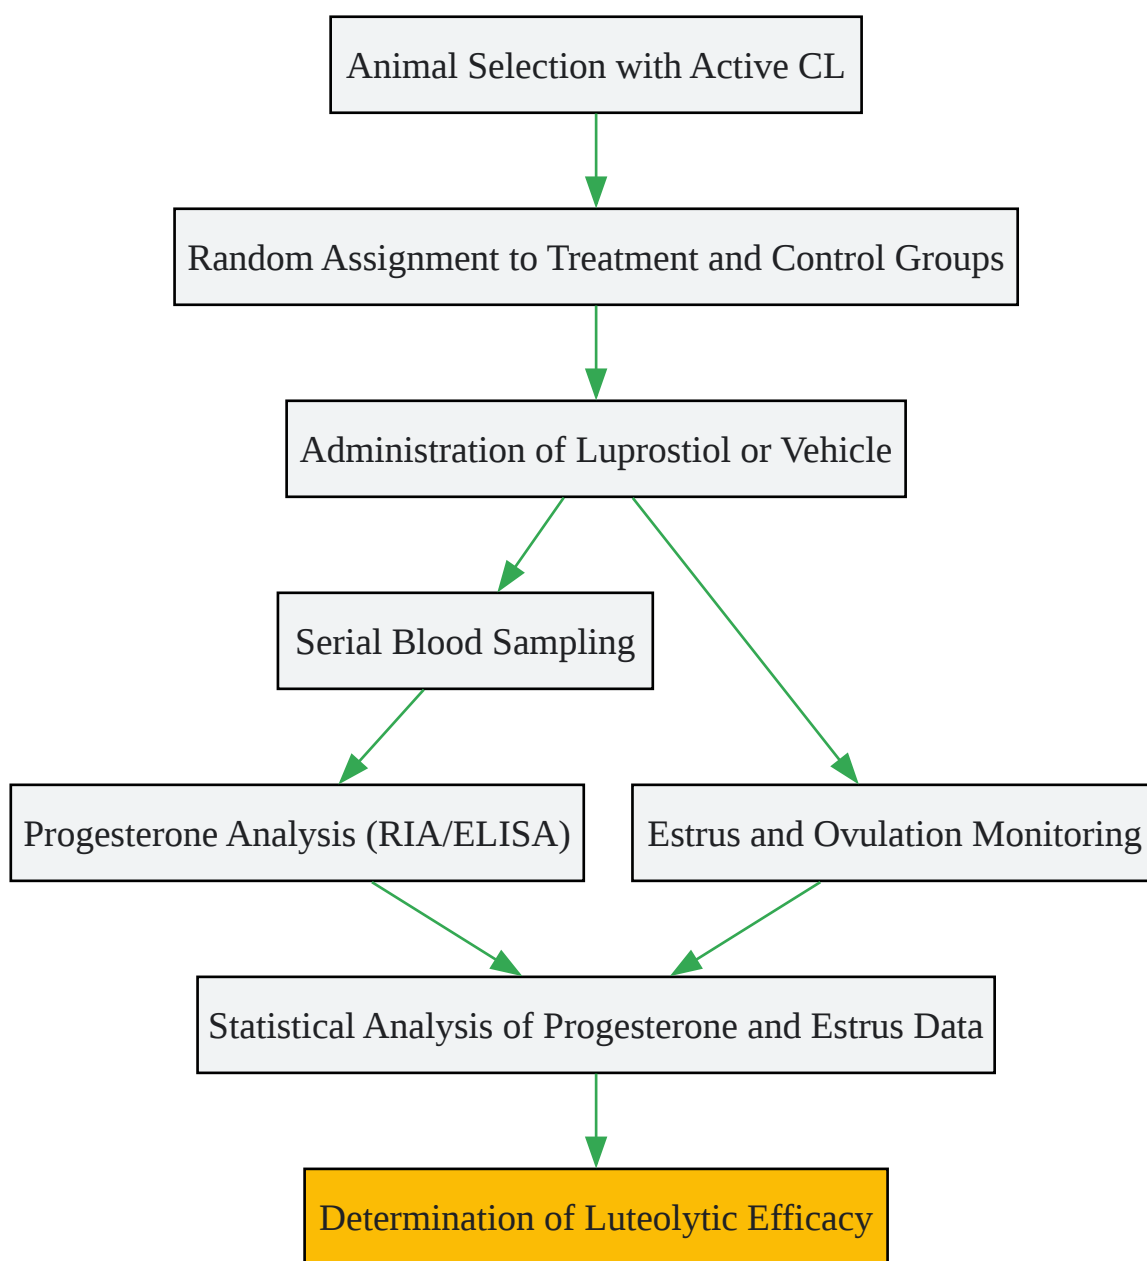 Animal Selection with Active CL
Random Assignment to Treatment and Control Groups
Administration of Luprostiol or Vehicle
Serial Blood Sampling
Progesterone Analysis (RIA/ELISA)
Estrus and Ovulation Monitoring
Statistical Analysis of Progesterone and Estrus Data
Determination of Luteolytic Efficacy